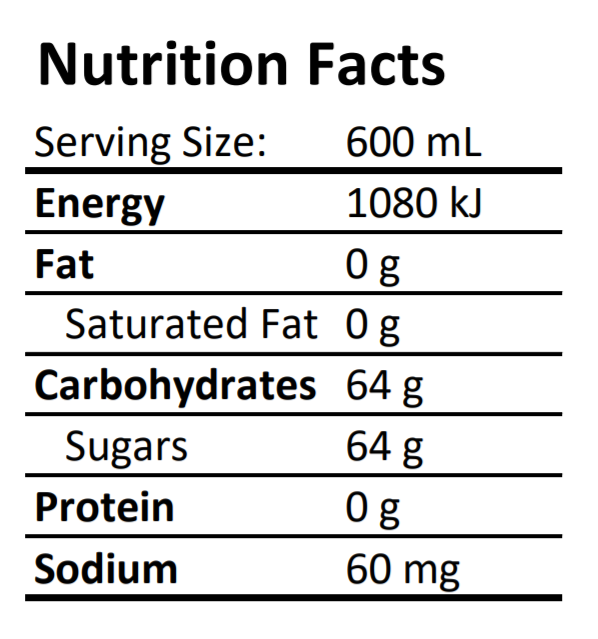 Nutrition Facts
Serving Size: 600 mL
Energy 1080 kJ
Fat 0 g
Saturated Fat 0 g
Carbohydrates 64 g
Sugars 64 g
Protein 0 g
Sodium 60 mg